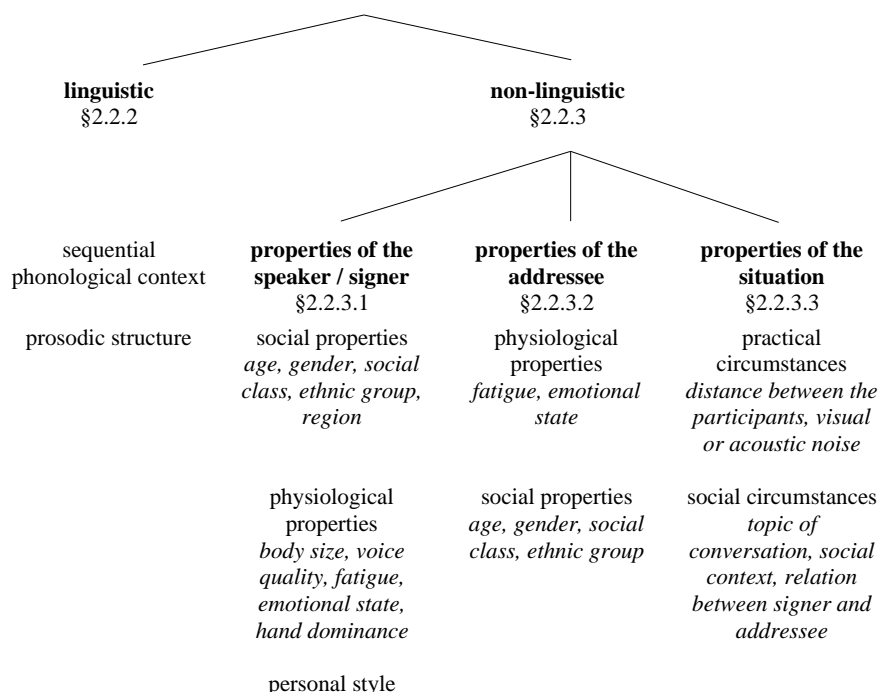 linguistic
§2.2.2
non-linguistic
§2.2.3
sequential
phonological context
prosodic structure
properties of the
speaker / signer
§2.2.3.1
social properties
age, gender, social
class, ethnic group,
region
physiological
properties
body size, voice
quality, fatigue,
emotional state,
hand dominance
personal style
properties of the
addressee
§2.2.3.2
physiological
properties
fatigue, emotional
state
social properties
age, gender, social
class, ethnic group
properties of the
situation
§2.2.3.3
practical
circumstances
distance between the
participants, visual
or acoustic noise
social circumstances
topic of
conversation, social
context, relation
between signer and
addressee